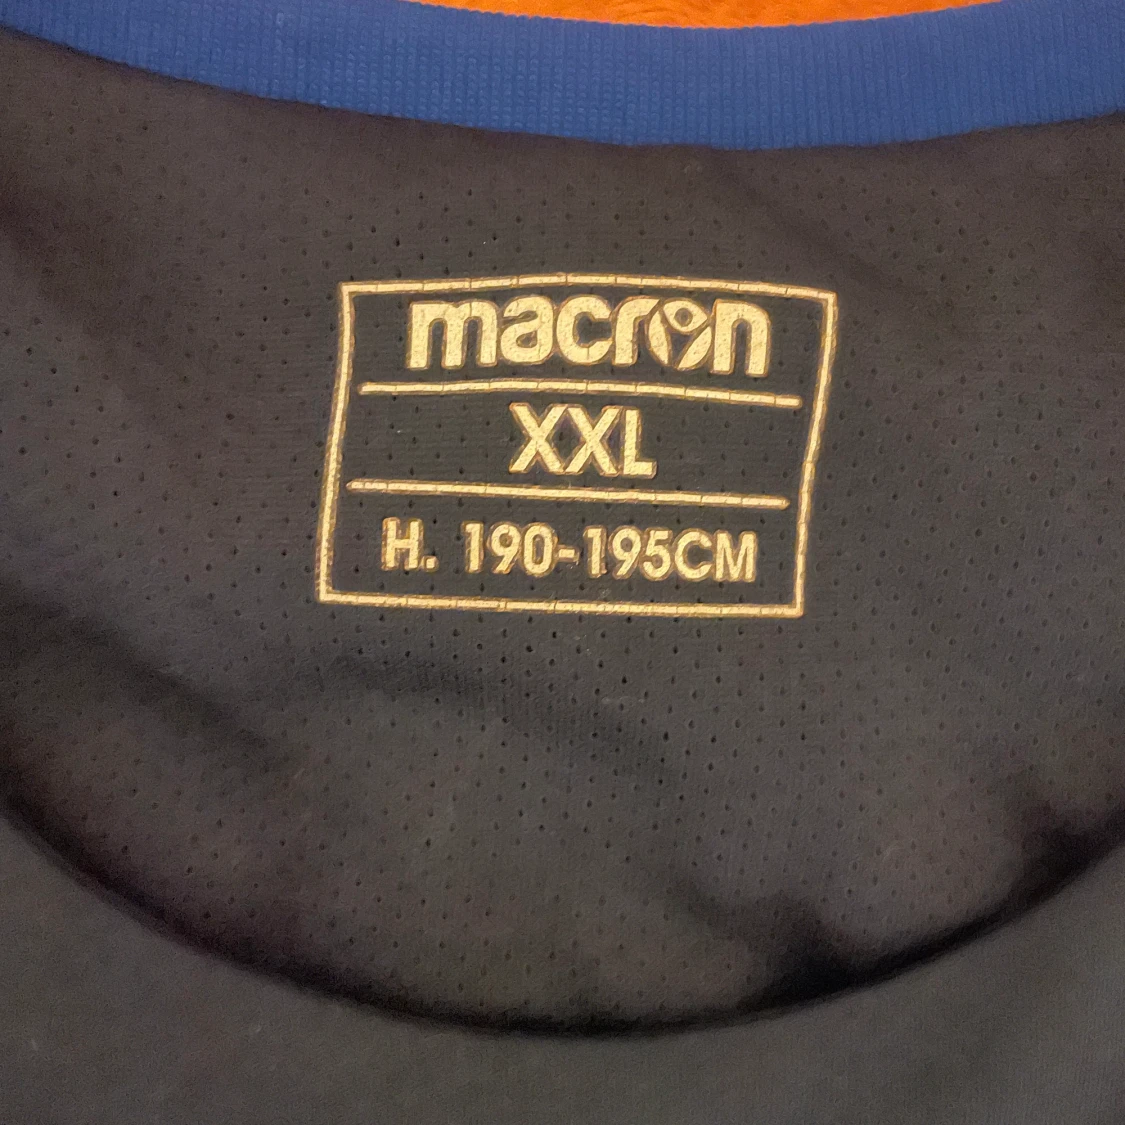 macron
XXL
H. 190-195CM